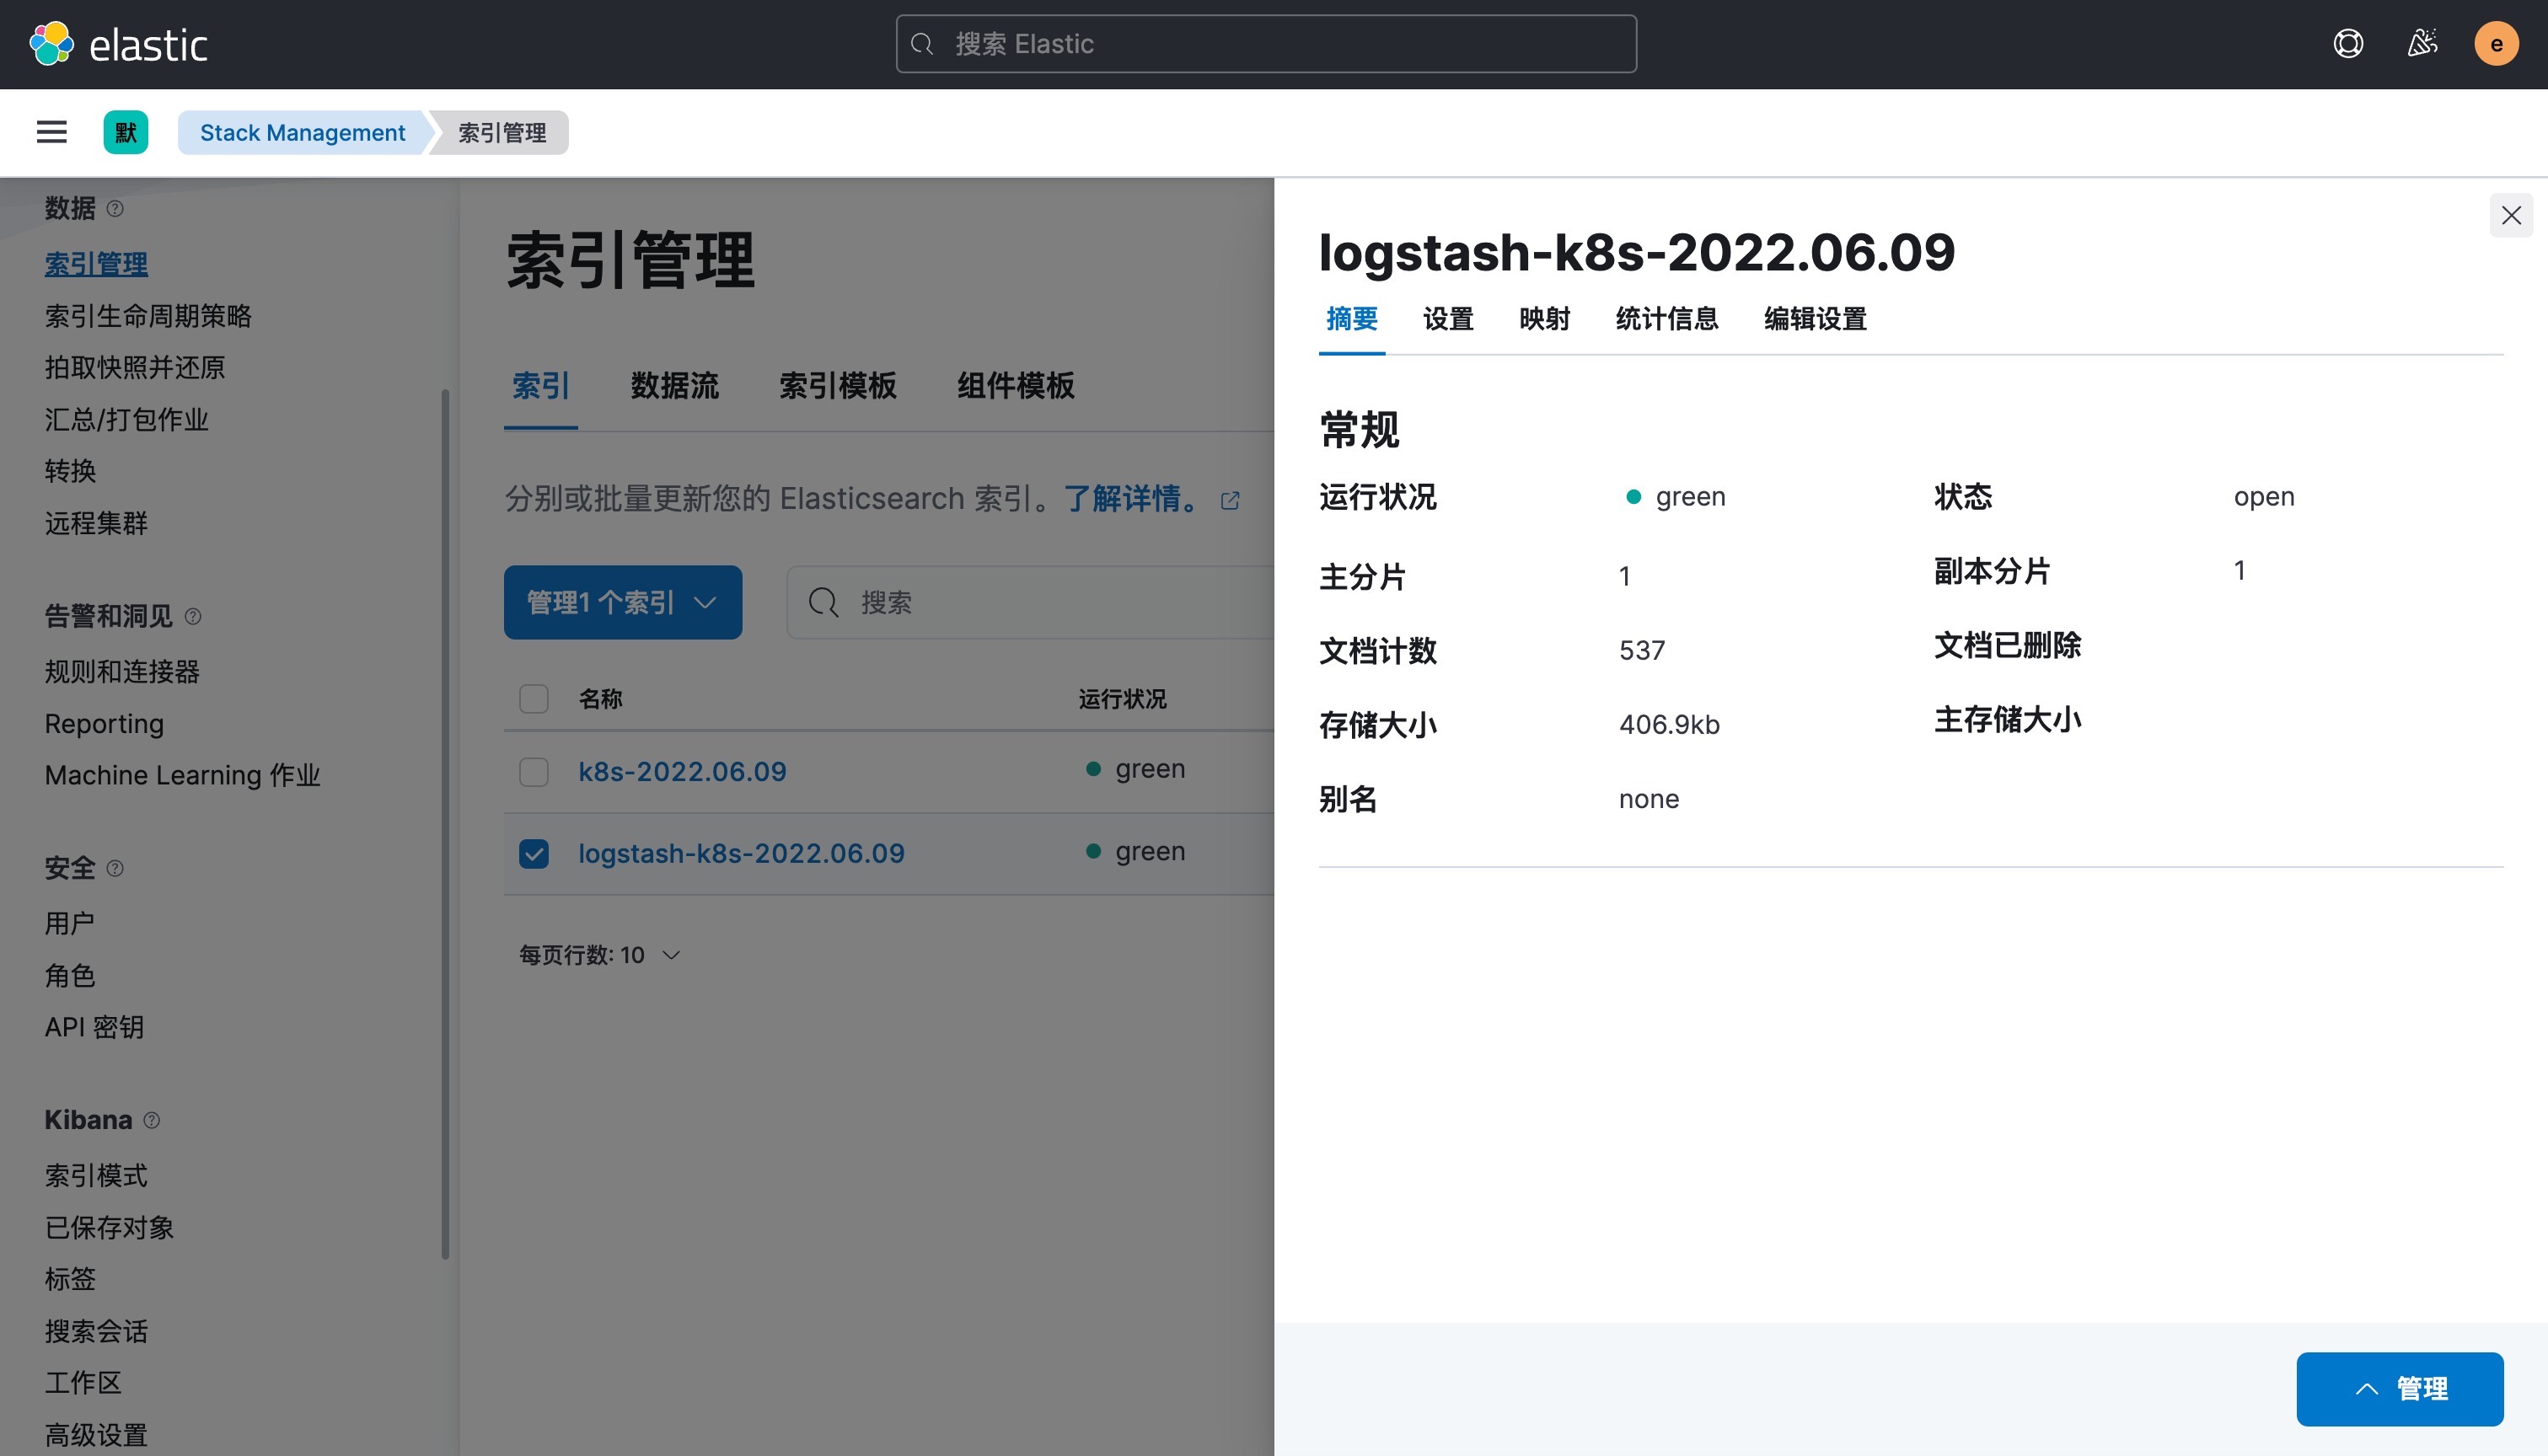 elastic
搜索 Elastic
e
默
Stack Management
索引管理
数据
索引管理
索引生命周期策略
拍取快照并还原
汇总/打包作业
转换
远程集群
告警和洞见
规则和连接器
Reporting
Machine Learning 作业
安全
用户
角色
API 密钥
Kibana
索引模式
已保存对象
标签
搜索会话
工作区
高级设置
索引管理
索引 数据流 索引模板 组件模板
分别或批量更新您的 Elasticsearch 索引。了解详情。
管理1 个索引
搜索
名称 运行状况
k8s-2022.06.09 green
logstash-k8s-2022.06.09 green
每页行数: 10
logstash-k8s-2022.06.09
摘要 设置 映射 统计信息 编辑设置
常规
运行状况 green 状态 open
主分片 1 副本分片 1
文档计数 537 文档已删除
存储大小 406.9kb 主存储大小
别名 none
管理